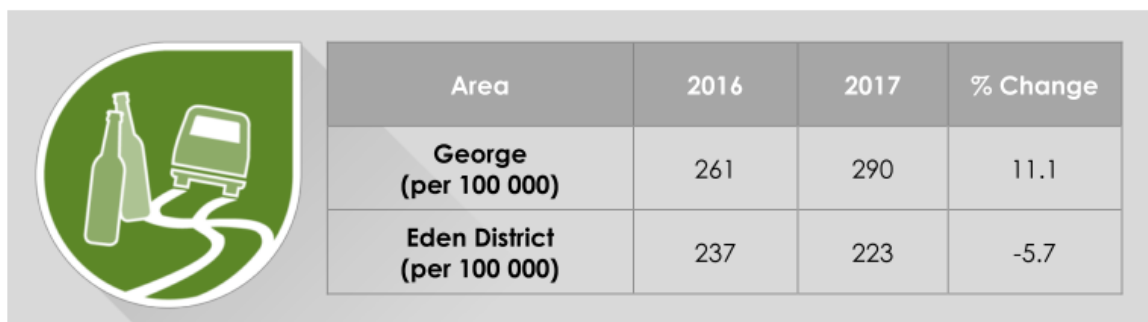 Area 2016 2017 % Change
George
(per 100 000) 261 290 11.1
Eden District
(per 100 000) 237 223 -5.7